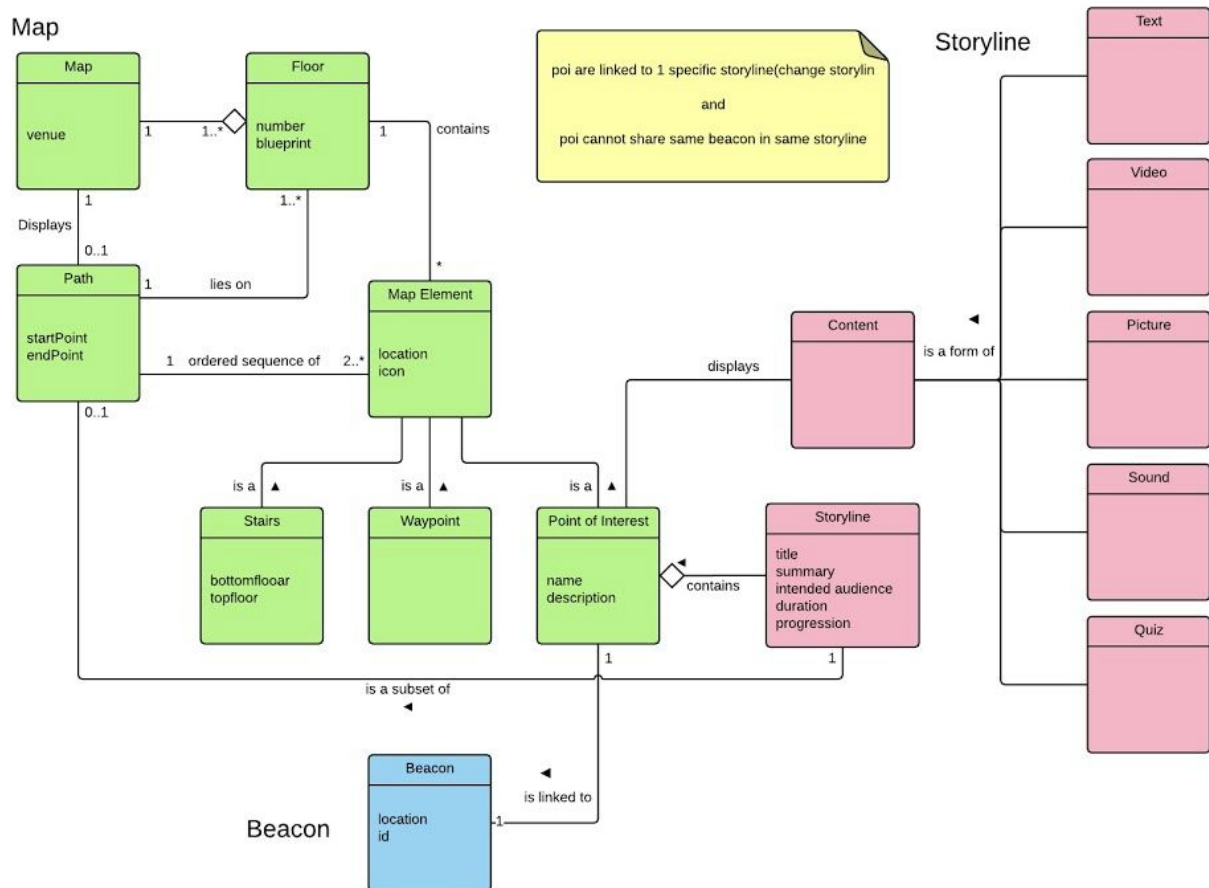 Map
Storyline
Map
venue
Floor
number
blueprint
poi are linked to 1 specific storyline(change storylin
and
poi cannot share same beacon in same storyline
Text
1
1..*
1
contains
Video
1
Displays
0..1
1..*
*
Path
startPoint
endPoint
1
lies on
Map Element
location
icon
1
ordered sequence of
2..*
0..1
Content
is a form of
Picture
displays
is a
is a
is a
Sound
Stairs
bottomflooar
topfloor
Waypoint
Point of Interest
name
description
contains
Storyline
title
summary
intended audience
duration
progression
Quiz
1
1
is a subset of
Beacon
location
id
is linked to
1
Beacon